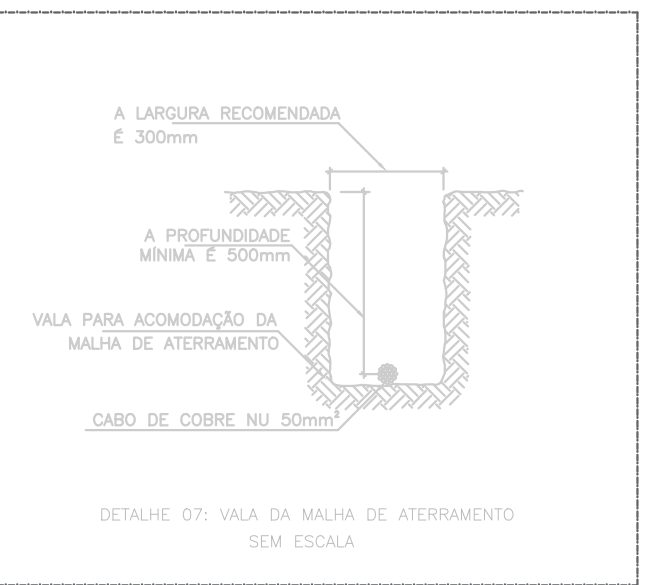 A LARGURA RECOMENDADA
É 300mm
A PROFUNDIDADE
MÍNIMA É 500mm
VALA PARA ACOMODAÇÃO DA
MALHA DE ATERRAMENTO
CABO DE COBRE NU 50mm²
DETALHE 07: VALA DA MALHA DE ATERRAMENTO
SEM ESCALA